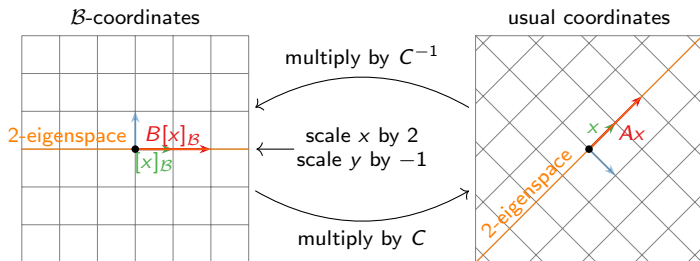 𝓑-coordinates
usual coordinates
multiply by C⁻¹
2-eigenspace
B[x]𝓑
[x]𝓑
scale x by 2
scale y by −1
x
Ax
2-eigenspace
multiply by C